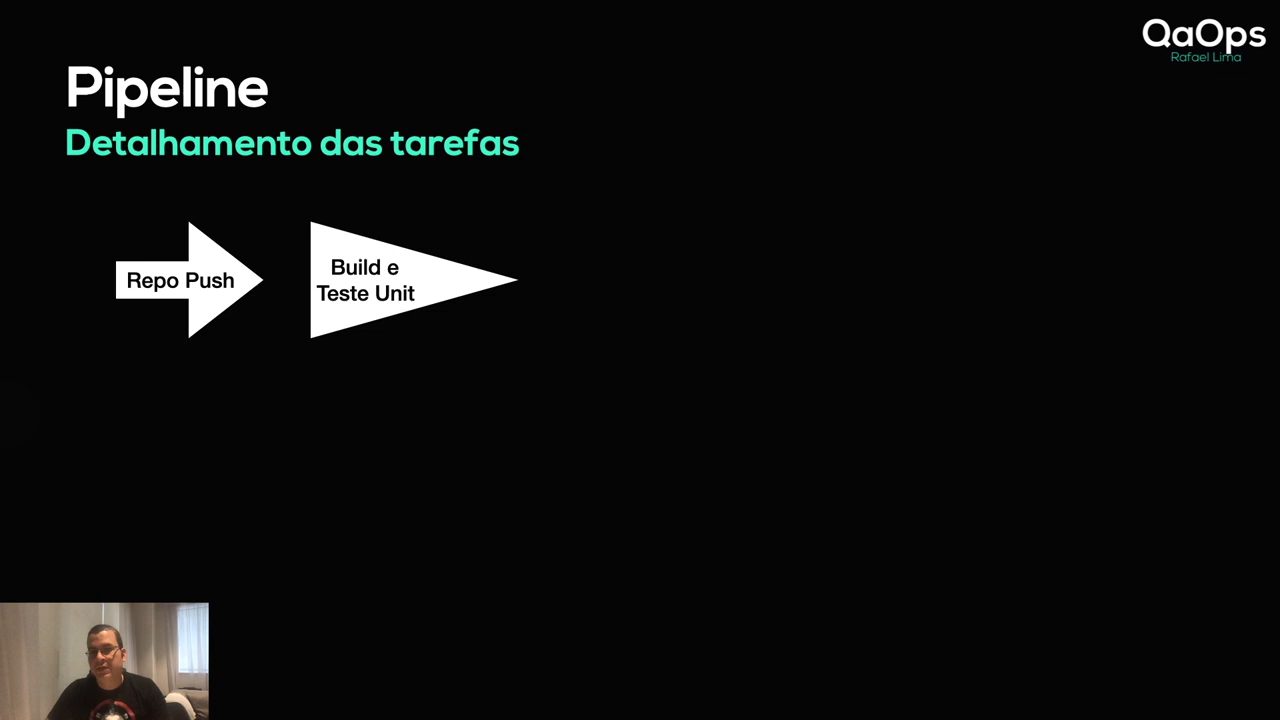 QaOps
Rafael Lima
Pipeline
Detalhamento das tarefas
Repo Push
Build e
Teste Unit